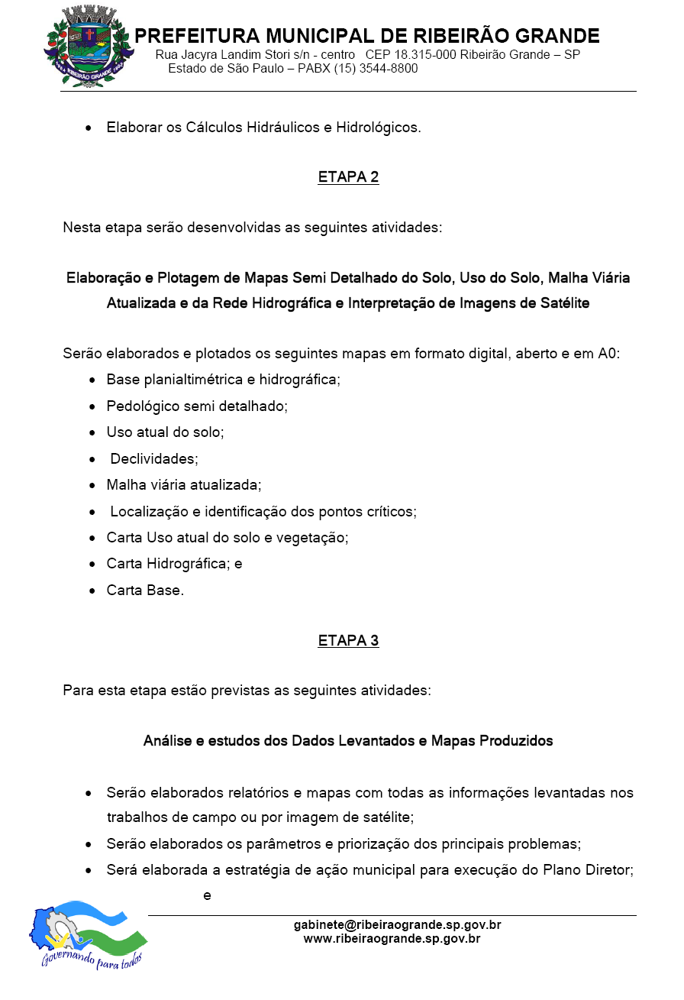 PREFEITURA MUNICIPAL DE RIBEIRÃO GRANDE
Rua Jacyra Landim Stori s/n - centro CEP 18.315-000 Ribeirão Grande – SP
Estado de São Paulo – PABX (15) 3544-8800
RIBEIRÃO GRANDE
• Elaborar os Cálculos Hidráulicos e Hidrológicos.
ETAPA 2
Nesta etapa serão desenvolvidas as seguintes atividades:
Elaboração e Plotagem de Mapas Semi Detalhado do Solo, Uso do Solo, Malha Viária
Atualizada e da Rede Hidrográfica e Interpretação de Imagens de Satélite
Serão elaborados e plotados os seguintes mapas em formato digital, aberto e em A0:
• Base planialtimétrica e hidrográfica;
• Pedológico semi detalhado;
• Uso atual do solo;
• Declividades;
• Malha viária atualizada;
• Localização e identificação dos pontos críticos;
• Carta Uso atual do solo e vegetação;
• Carta Hidrográfica; e
• Carta Base.
ETAPA 3
Para esta etapa estão previstas as seguintes atividades:
Análise e estudos dos Dados Levantados e Mapas Produzidos
• Serão elaborados relatórios e mapas com todas as informações levantadas nos
trabalhos de campo ou por imagem de satélite;
• Serão elaborados os parâmetros e priorização dos principais problemas;
• Será elaborada a estratégia de ação municipal para execução do Plano Diretor;
e
gabinete@ribeiraogrande.sp.gov.br
www.ribeiraogrande.sp.gov.br
Governando para todos